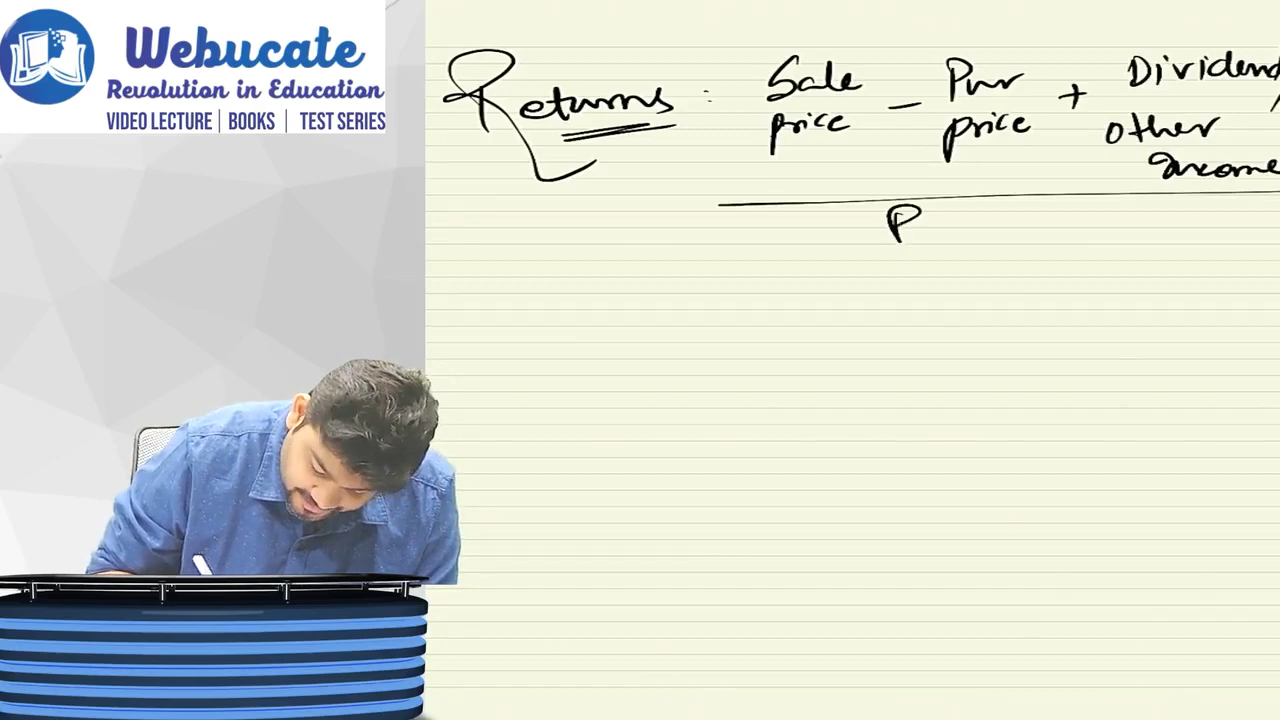 Webucate
Revolution in Education
VIDEO LECTURE | BOOKS | TEST SERIES
Returns : Sale price - Pur price + Dividend/ other Income
P